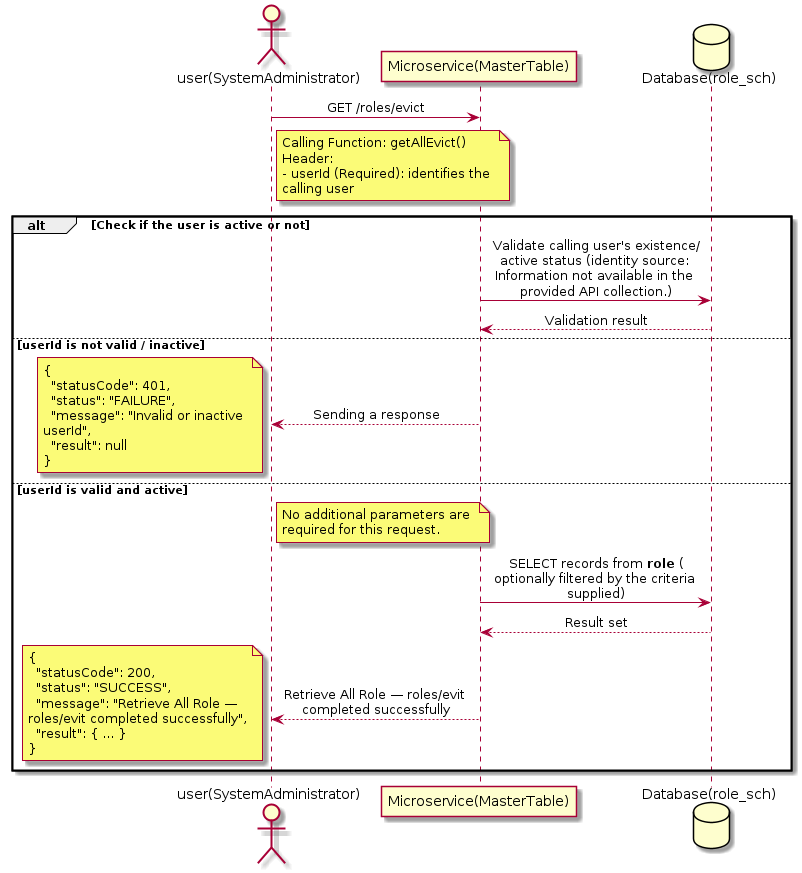 user(SystemAdministrator)
Microservice(MasterTable)
Database(role_sch)
GET /roles/evict
Calling Function: getAllEvict()
Header:
- userId (Required): identifies the
calling user
alt
[Check if the user is active or not]
Validate calling user's existence/
active status (identity source:
Information not available in the
provided API collection.)
Validation result
[userId is not valid / inactive]
{
"statusCode": 401,
"status": "FAILURE",
"message": "Invalid or inactive
userId",
"result": null
}
Sending a response
[userId is valid and active]
No additional parameters are
required for this request.
SELECT records from role (
optionally filtered by the criteria
supplied)
Result set
{
"statusCode": 200,
"status": "SUCCESS",
"message": "Retrieve All Role —
roles/evit completed successfully",
"result": { ... }
}
Retrieve All Role — roles/evit
completed successfully
user(SystemAdministrator)
Microservice(MasterTable)
Database(role_sch)